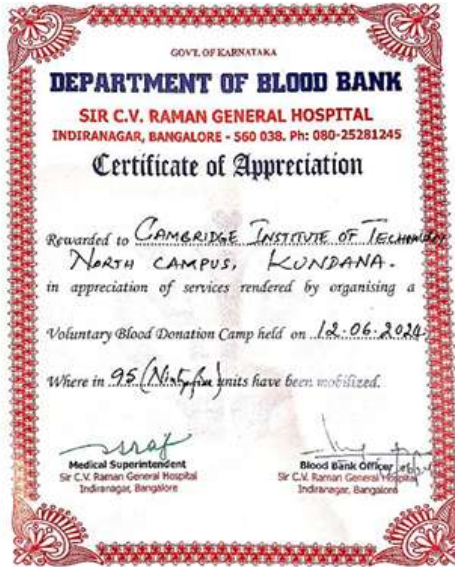 GOVT. OF KARNATAKA
DEPARTMENT OF BLOOD BANK
SIR C.V. RAMAN GENERAL HOSPITAL
INDIRANAGAR, BANGALORE - 560 038. Ph: 080-25281245
Certificate of Appreciation
Rewarded to CAMBRIDGE INSTITUTE OF TECHNOLOGY
NORTH CAMPUS, KUNDANA.
in appreciation of services rendered by organising a
Voluntary Blood Donation Camp held on 12-06-2024
Where in 95 (Ninty five) units have been mobilized.
Medical Superintendent
Sir C.V. Raman General Hospital
Indiranagar, Bangalore
Blood Bank Officer
Sir C.V. Raman General Hospital
Indiranagar, Bangalore